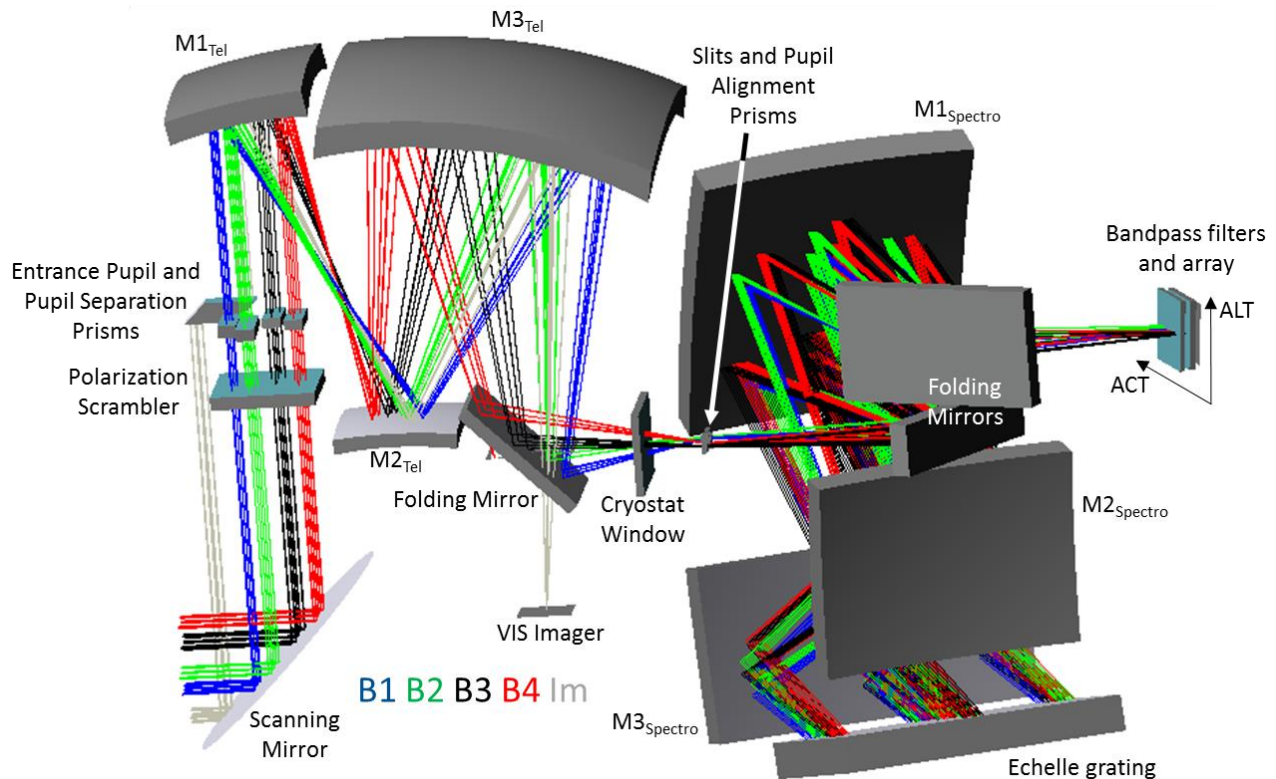 M1Tel
M3Tel
Slits and Pupil
Alignment
Prisms
M1Spectro
Bandpass filters
and array
ALT
ACT
Entrance Pupil and
Pupil Separation
Prisms
Polarization
Scrambler
M2Tel
Folding Mirror
Cryostat
Window
Folding
Mirrors
M2Spectro
VIS Imager
B1 B2 B3 B4 Im
Scanning
Mirror
M3Spectro
Echelle grating